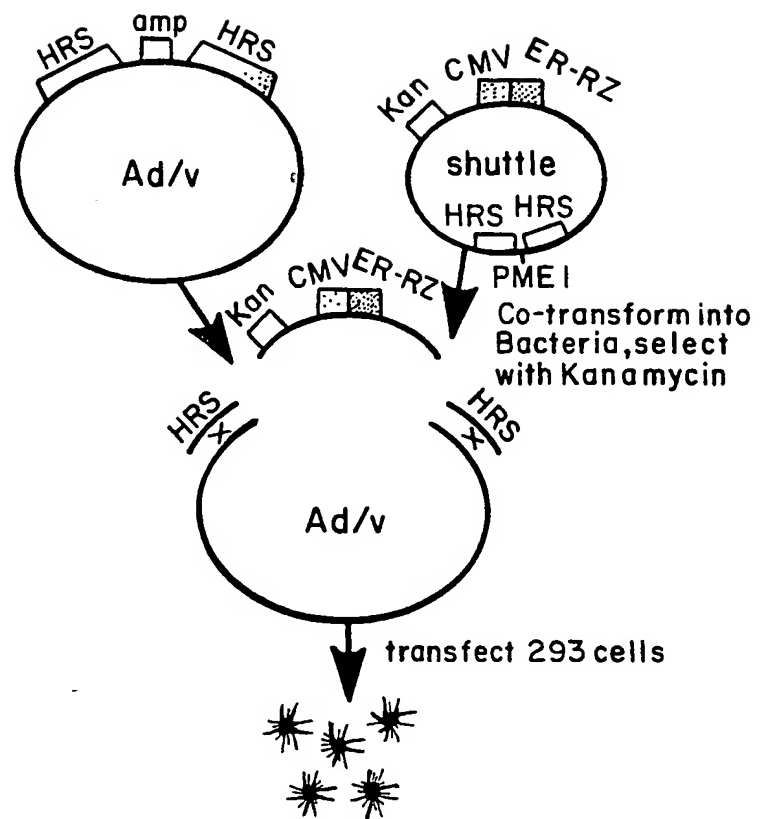 HRS amp HRS
Ad/v
Kan CMV ER-RZ
shuttle
HRS HRS
PME I
Kan CMV ER-RZ
Co-transform into
Bacteria, select
with Kanamycin
HRS X
X HRS
Ad/v
transfect 293 cells